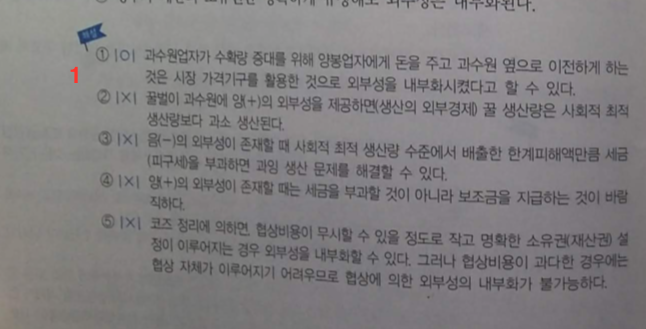 외부성은 내부화된다.
해설
① |O| 과수원업자가 수확량 증대를 위해 양봉업자에게 돈을 주고 과수원 옆으로 이전하게 하는
1
것은 시장 가격기구를 활용한 것으로 외부성을 내부화시켰다고 할 수 있다.
② |X| 꿀벌이 과수원에 양(+)의 외부성을 제공하면(생산의 외부경제) 꿀 생산량은 사회적 최적
생산량보다 과소 생산된다.
③ |X| 음(-)의 외부성이 존재할 때 사회적 최적 생산량 수준에서 배출한 한계피해액만큼 세금
(피구세)을 부과하면 과잉 생산 문제를 해결할 수 있다.
④ |X| 양(+)의 외부성이 존재할 때는 세금을 부과할 것이 아니라 보조금을 지급하는 것이 바람
직하다.
⑤ |X| 코즈 정리에 의하면, 협상비용이 무시할 수 있을 정도로 작고 명확한 소유권(재산권) 설
정이 이루어지는 경우 외부성을 내부화할 수 있다. 그러나 협상비용이 과다한 경우에는
협상 자체가 이루어지기 어려우므로 협상에 의한 외부성의 내부화가 불가능하다.